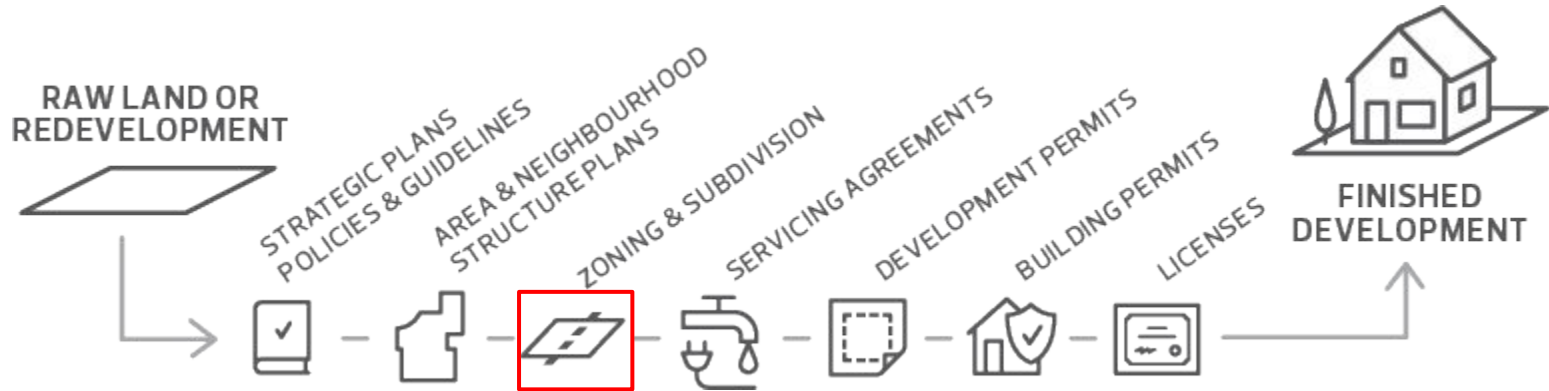 RAW LAND OR
REDEVELOPMENT
STRATEGIC PLANS
POLICIES & GUIDELINES
AREA & NEIGHBOURHOOD
STRUCTURE PLANS
ZONING & SUBDIVISION
SERVICING AGREEMENTS
DEVELOPMENT PERMITS
BUILDING PERMITS
LICENSES
FINISHED
DEVELOPMENT